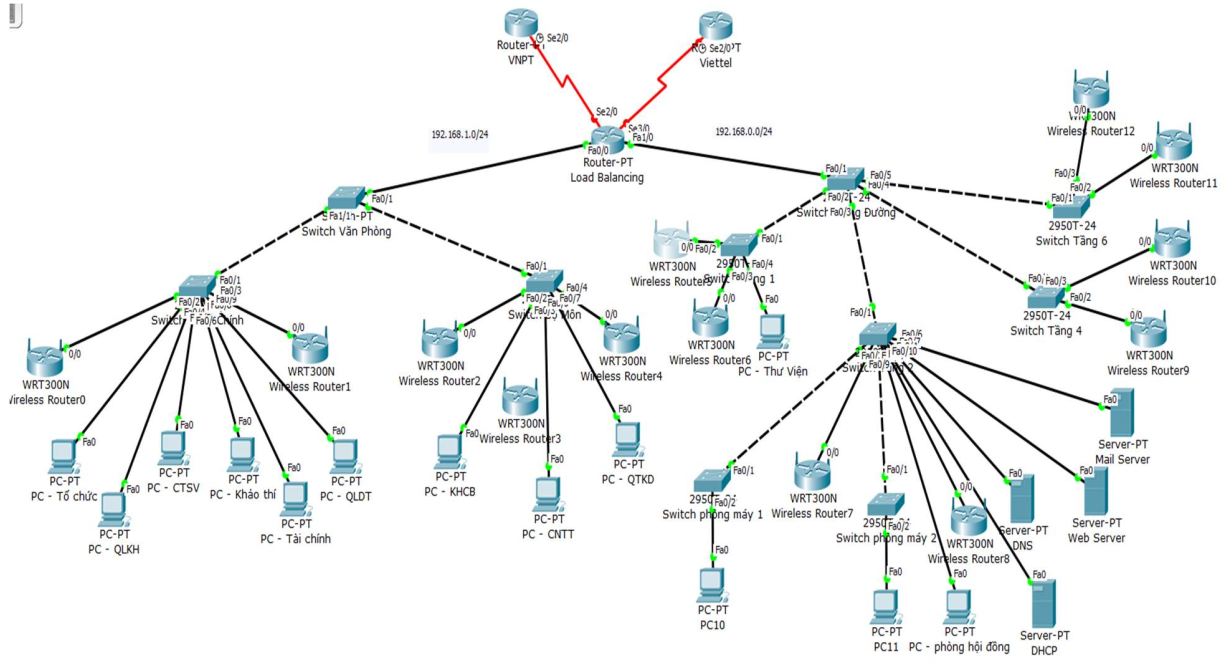 Se2/0
VNPT
Se2/0
Viettel
Se2/0
Se3/0
Fa0/0
Fa1/0
Router-PT
Load Balancing
192.168.1.0/24
192.168.0.0/24
Fa0/1
Fa1/1
Switch Văn Phòng
Fa0/1
Fa0/5
Fa0/3
0/0
Wireless Router12
0/0
WRT300N
Wireless Router11
Fa0/3
Fa0/2
2950T-24
Switch Tầng 6
Fa0/1
0/0
Fa0/2
WRT300N
Fa0/4
Fa0/3
0/0
WRT300N
Wireless Router6
Fa0
PC-PT
PC - Thư Viện
0/0
WRT300N
Wireless Router10
Fa0/3
Fa0/2
2950T-24
Switch Tầng 4
0/0
WRT300N
Wireless Router9
Fa0/1
Fa0/3
Fa0/6
0/0
WRT300N
Wireless Router0
0/0
WRT300N
Wireless Router1
Fa0
PC-PT
PC - Tổ chức
Fa0
PC-PT
PC - QLKH
Fa0
PC-PT
PC - CTSV
Fa0
PC-PT
PC - Khảo thí
Fa0
PC-PT
PC - Tài chính
Fa0
PC-PT
PC - QLDT
Fa0/1
Fa0/4
Fa0/7
0/0
WRT300N
Wireless Router2
WRT300N
Wireless Router3
0/0
WRT300N
Wireless Router4
Fa0
PC-PT
PC - KHCB
Fa0
PC-PT
PC - CNTT
Fa0
PC-PT
PC - QTKD
Fa0/1
Fa0/6
Fa0/10
Fa0/9
Fa0/1
Fa0/2
Switch phòng máy 1
Fa0
PC-PT
PC10
0/0
WRT300N
Wireless Router7
Fa0/1
Fa0/2
Switch phòng máy 2
Fa0
PC-PT
PC11
Fa0
PC-PT
PC - phòng hội đồng
0/0
WRT300N
Wireless Router8
Fa0
Server-PT
DNS
Fa0
Server-PT
DHCP
Fa0
Server-PT
Web Server
Fa0
Server-PT
Mail Server